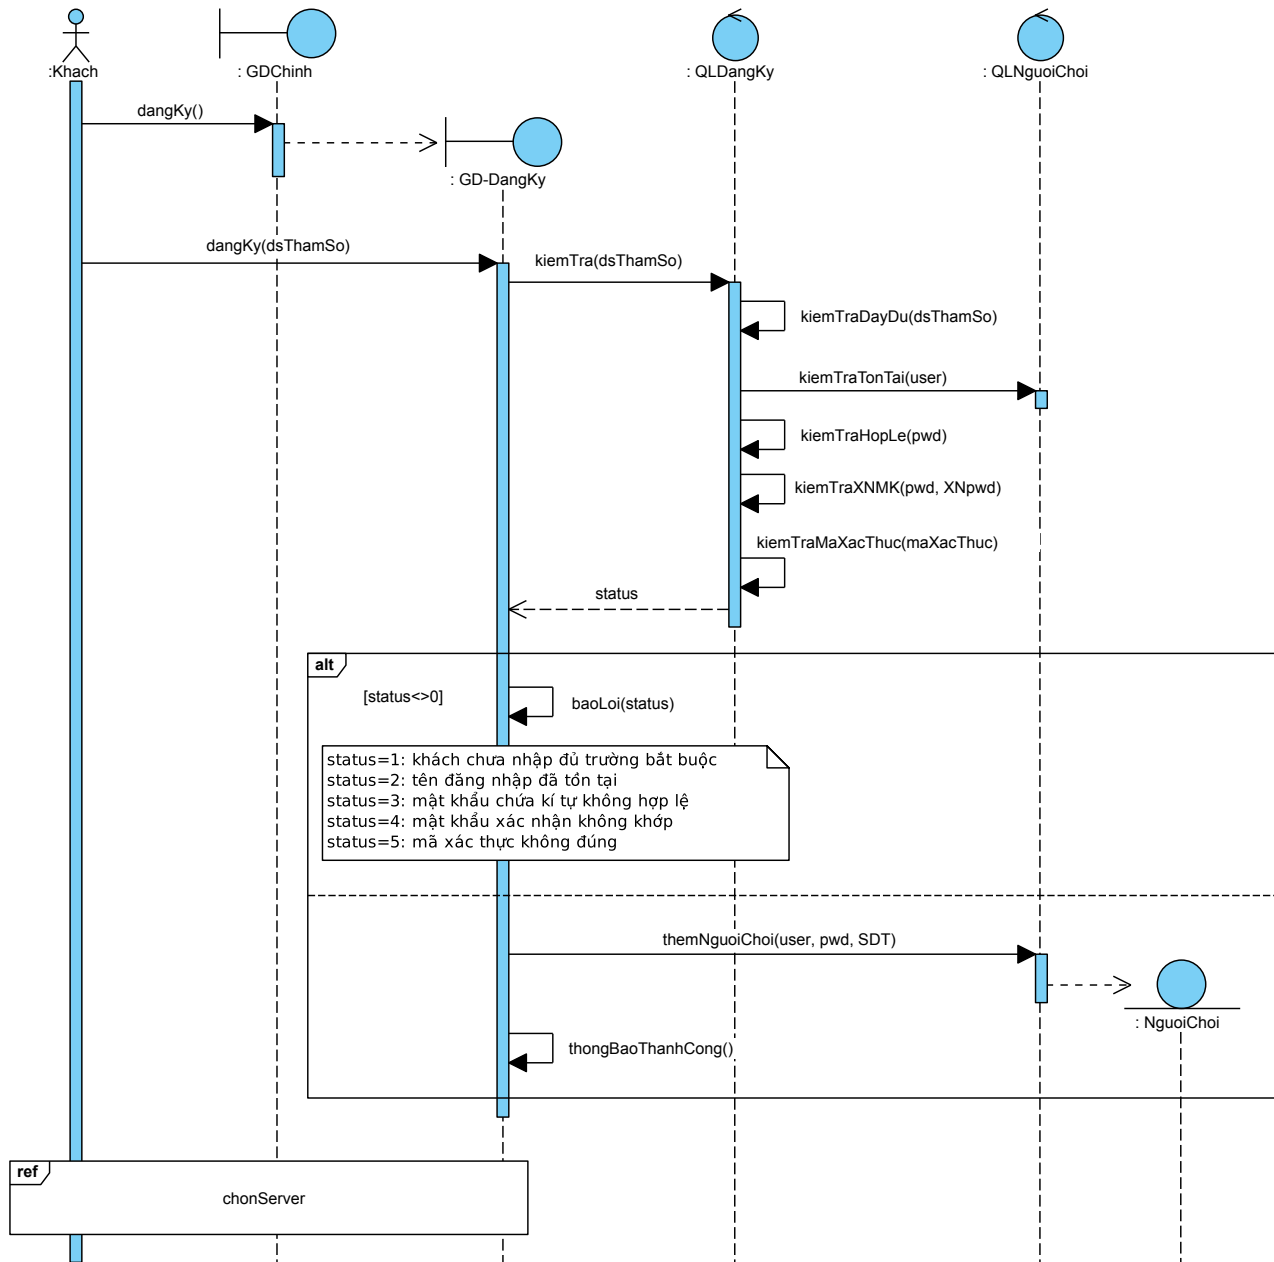 :Khach
: GDChinh
: QLDangKy
: QLNguoiChoi
dangKy()
: GD-DangKy
dangKy(dsThamSo)
kiemTra(dsThamSo)
kiemTraDayDu(dsThamSo)
kiemTraTonTai(user)
kiemTraHopLe(pwd)
kiemTraXNMK(pwd, XNpwd)
kiemTraMaXacThuc(maXacThuc)
status
alt
[status<>0]
baoLoi(status)
status=1: khách chưa nhập đủ trường bắt buộc
status=2: tên đăng nhập đã tồn tại
status=3: mật khẩu chứa kí tự không hợp lệ
status=4: mật khẩu xác nhận không khớp
status=5: mã xác thực không đúng
themNguoiChoi(user, pwd, SDT)
: NguoiChoi
thongBaoThanhCong()
ref
chonServer